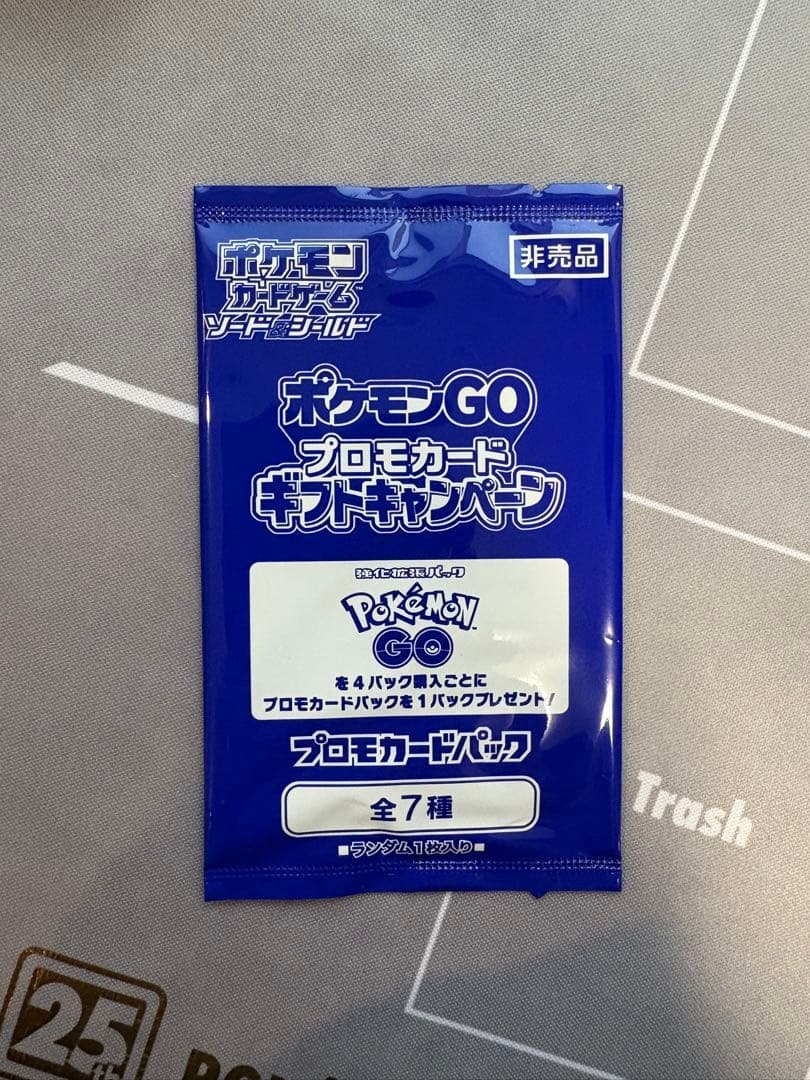 ポケモン
カードゲーム™
ソード&シールド
非売品
ポケモンGO
プロモカード
ギフトキャンペーン
強化拡張パック
POKéMON™
GO
を4パック購入ごとに
プロモカードパックを1パックプレゼント!
プロモカードパック
全7種
■ランダム1枚入り■
Trash
25th